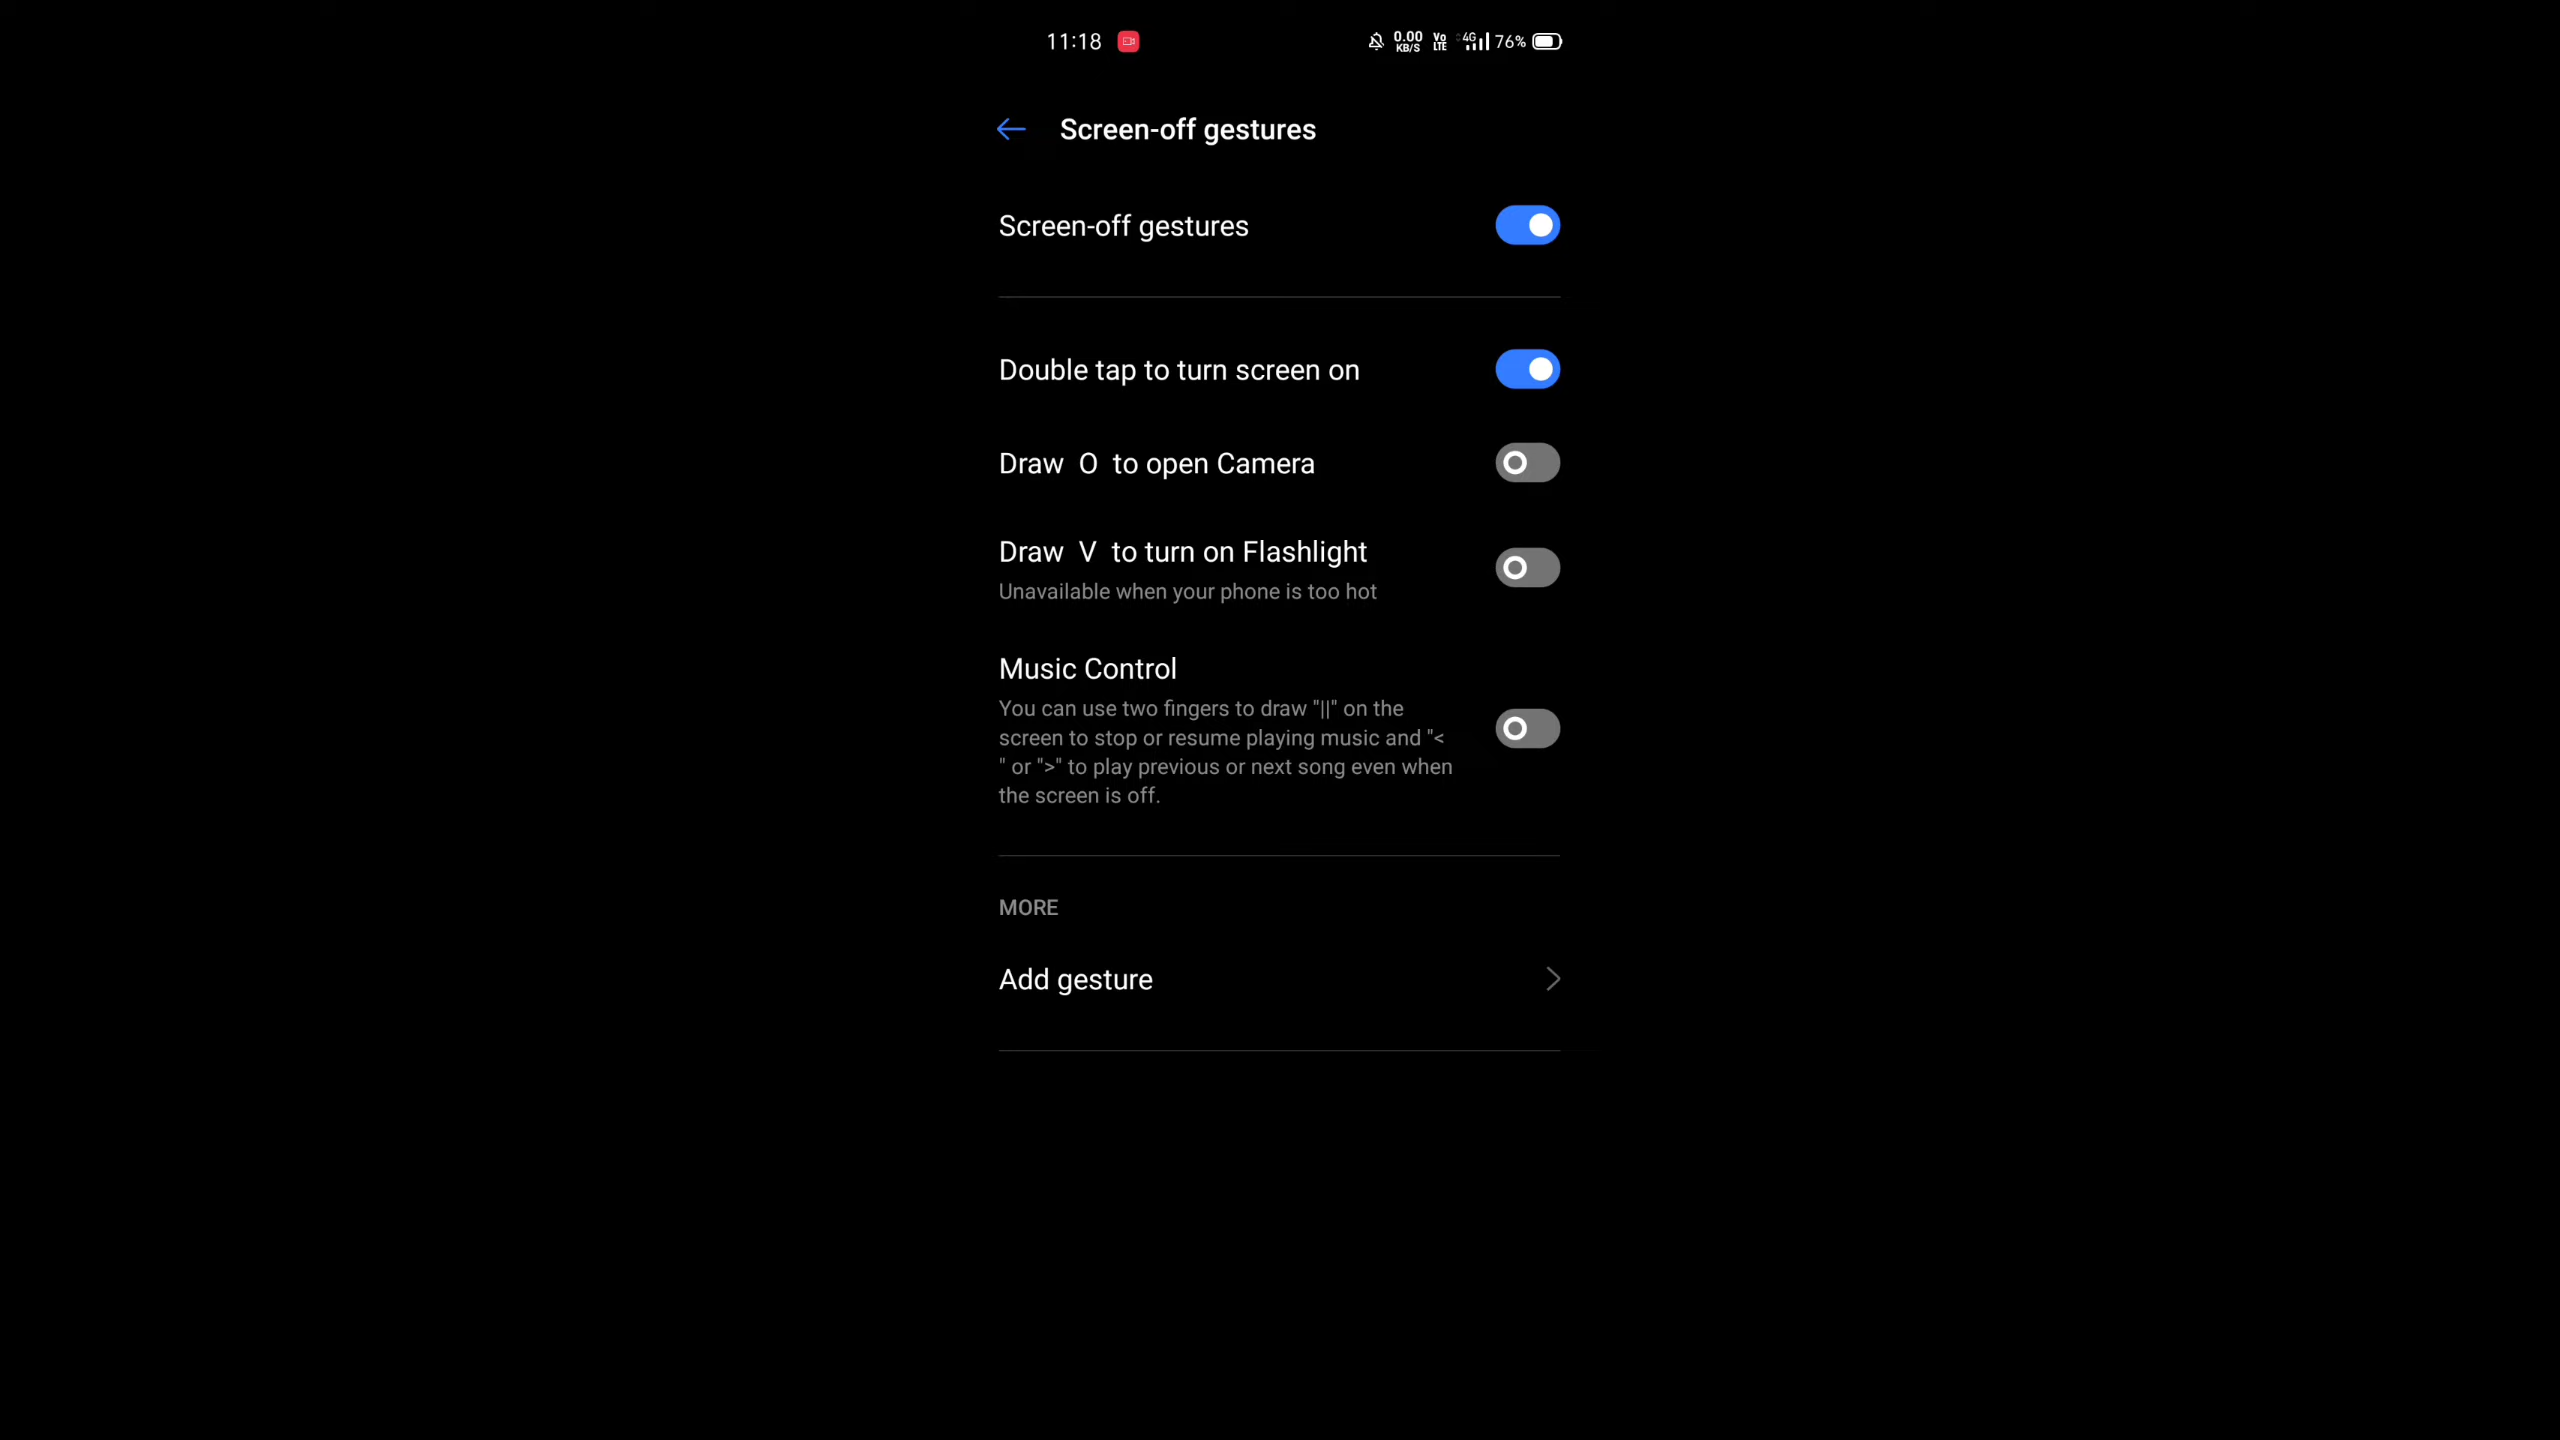 11:18 0.00 KB/S Vo LTE 4G 76%
Screen-off gestures
Screen-off gestures
Double tap to turn screen on
Draw O to open Camera
Draw V to turn on Flashlight
Unavailable when your phone is too hot
Music Control
You can use two fingers to draw "||" on the
screen to stop or resume playing music and "<
" or ">" to play previous or next song even when
the screen is off.
MORE
Add gesture